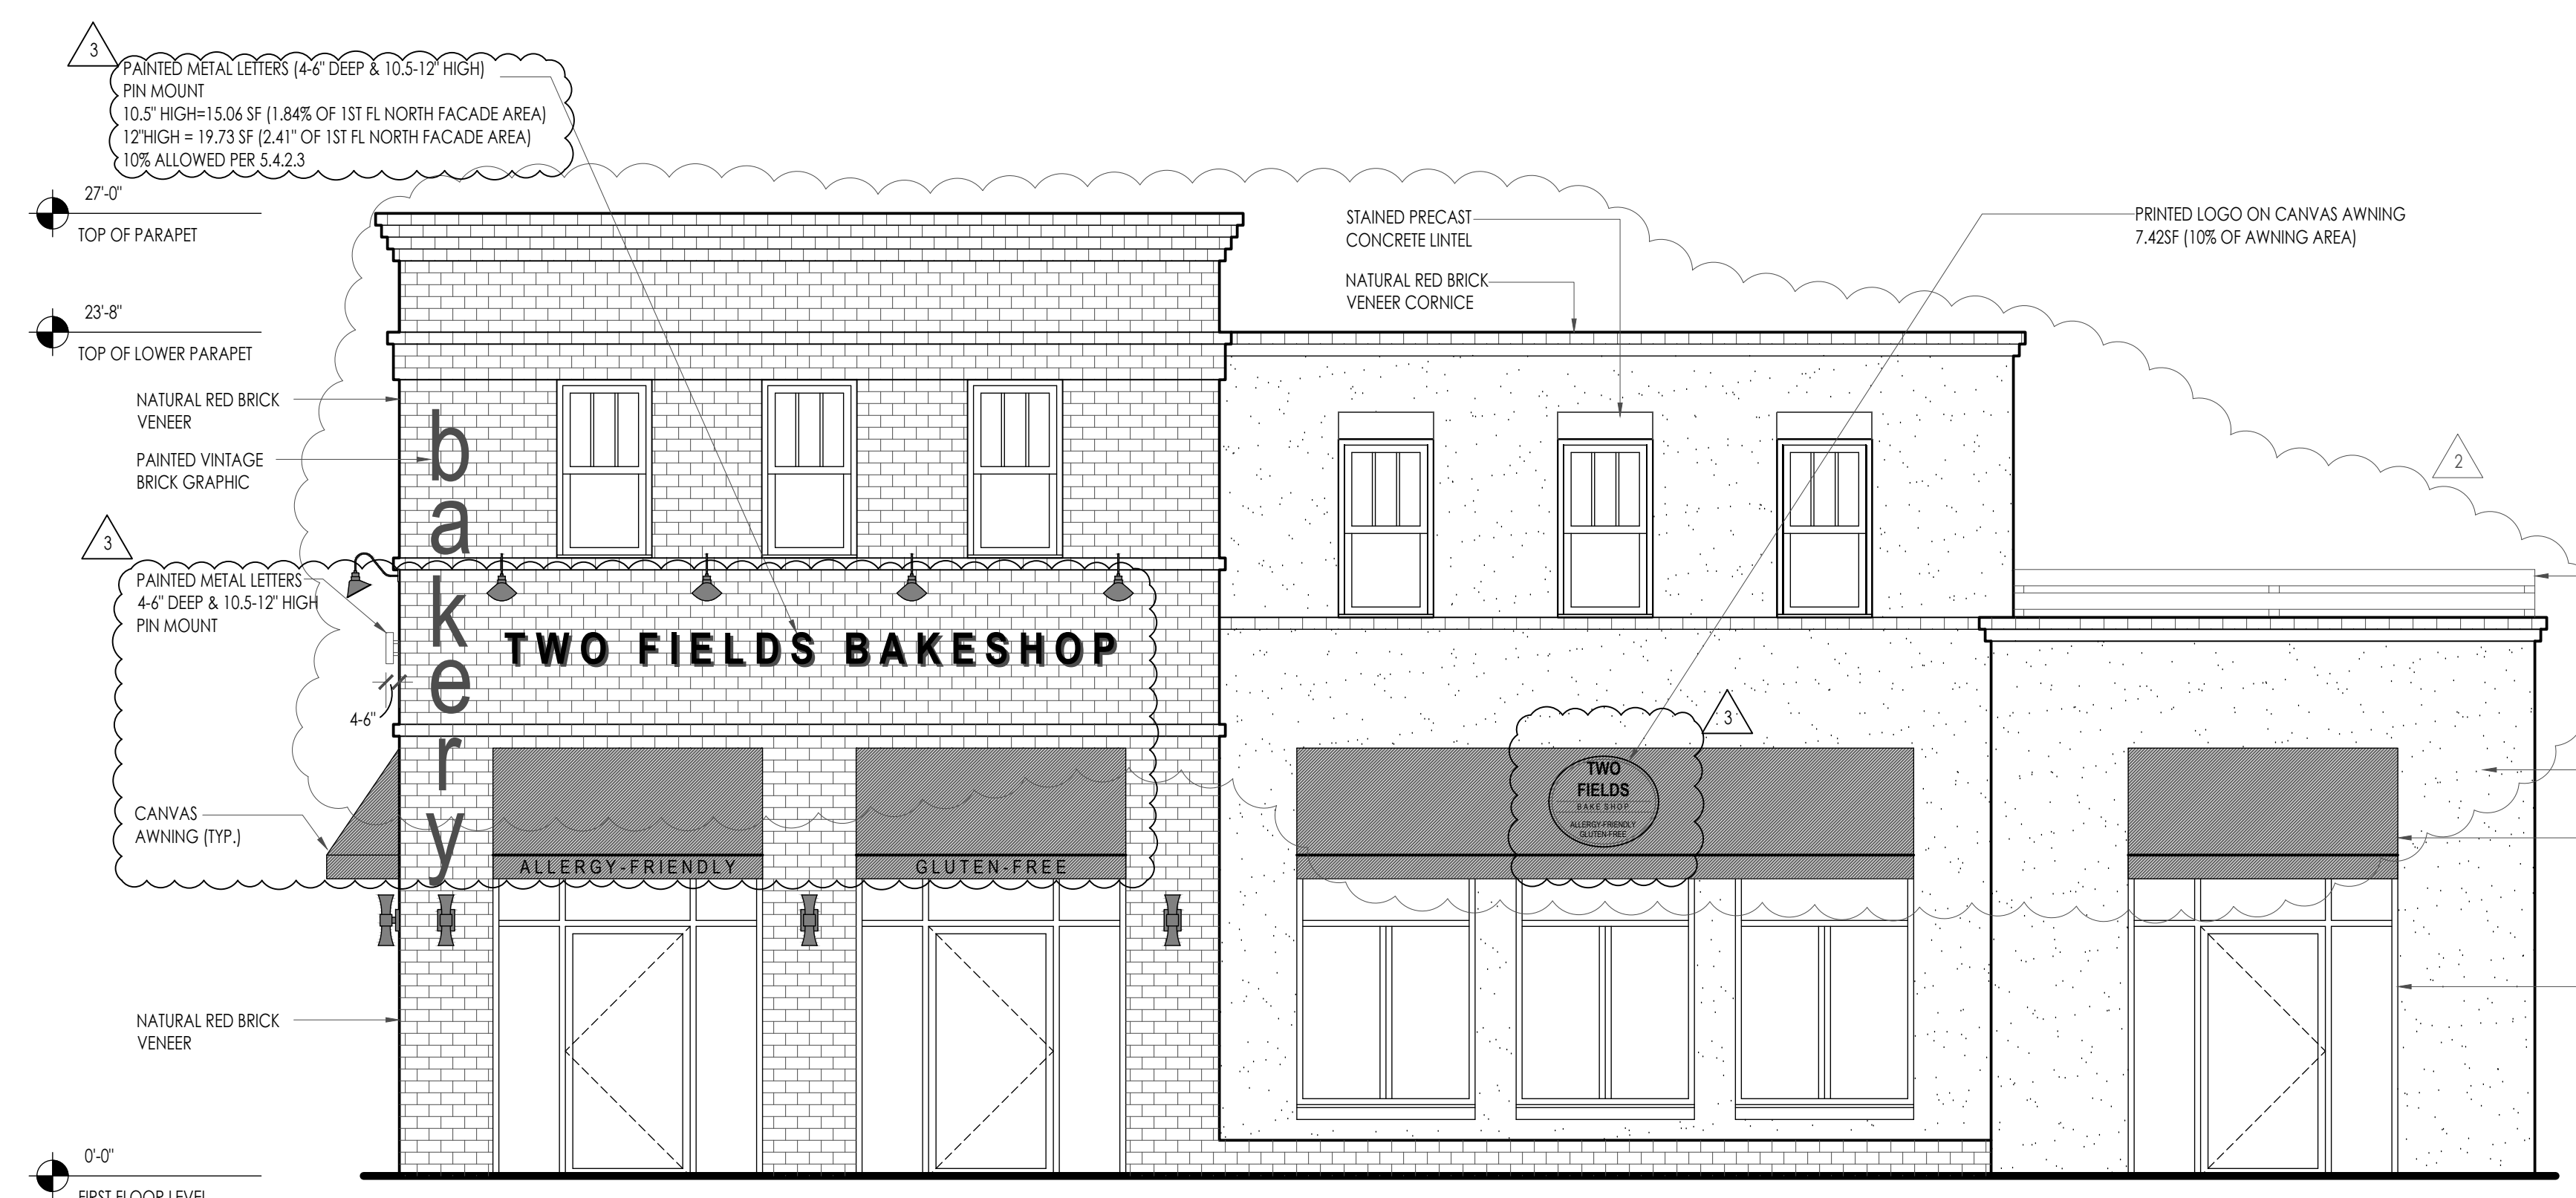 3
PAINTED METAL LETTERS (4-6" DEEP & 10.5-12" HIGH)
PIN MOUNT
10.5" HIGH=15.06 SF (1.84% OF 1ST FL NORTH FACADE AREA)
12"HIGH = 19.73 SF (2.41" OF 1ST FL NORTH FACADE AREA)
10% ALLOWED PER 5.4.2.3
27'-0"
TOP OF PARAPET
STAINED PRECAST
CONCRETE LINTEL
PRINTED LOGO ON CANVAS AWNING
7.42SF (10% OF AWNING AREA)
NATURAL RED BRICK
VENEER CORNICE
23'-8"
TOP OF LOWER PARAPET
NATURAL RED BRICK
VENEER
PAINTED VINTAGE
BRICK GRAPHIC
bakery
2
3
PAINTED METAL LETTERS
4-6" DEEP & 10.5-12" HIGH
PIN MOUNT
TWO FIELDS BAKESHOP
4-6"
3
TWO
FIELDS
BAKE SHOP
ALLERGY-FRIENDLY
GLUTEN-FREE
CANVAS
AWNING (TYP.)
ALLERGY-FRIENDLY
GLUTEN-FREE
NATURAL RED BRICK
VENEER
0'-0"
FIRST FLOOR LEVEL